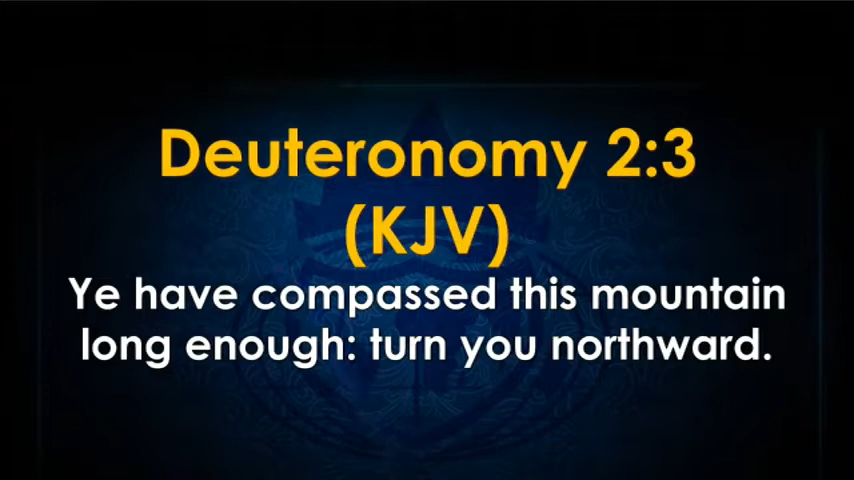 Deuteronomy 2:3
(KJV)
Ye have compassed this mountain
long enough: turn you northward.